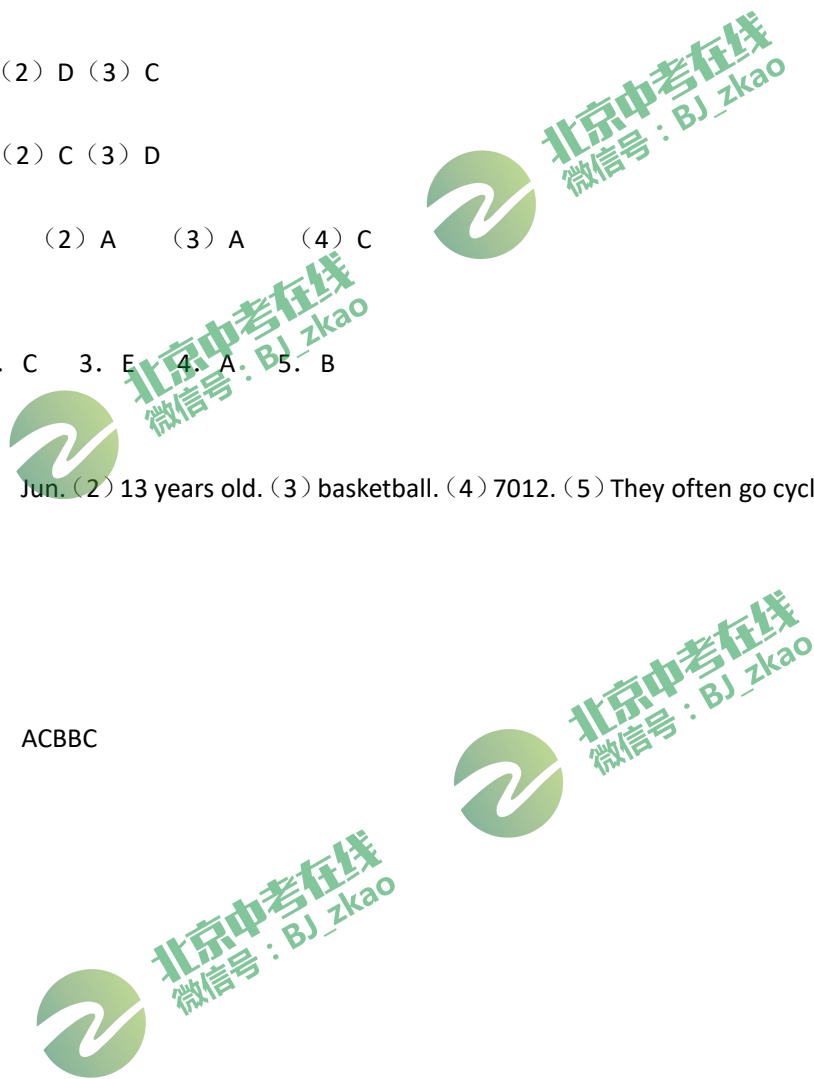 （2）D（3）C
北京中考在线
微信号：BJ_zkao
（2）C（3）D
（2）A （3）A （4）C
北京中考在线
微信号：BJ_zkao
. C 3．E 4．A 5．B
Jun.（2）13 years old.（3）basketball.（4）7012.（5）They often go cycl
北京中考在线
微信号：BJ_zkao
ACBBC
北京中考在线
微信号：BJ_zkao